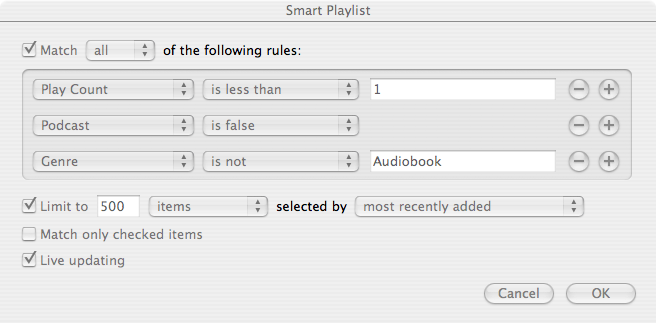 Smart Playlist
Match all of the following rules:
Play Count is less than 1
Podcast is false
Genre is not Audiobook
Limit to 500 items selected by most recently added
Match only checked items
Live updating
Cancel OK